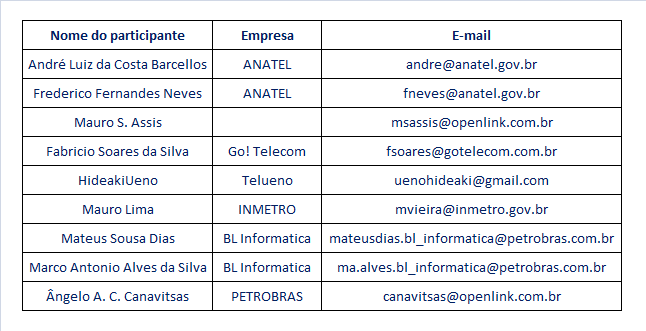 Nome do participante Empresa E-mail
André Luiz da Costa Barcellos ANATEL andre@anatel.gov.br
Frederico Fernandes Neves ANATEL fneves@anatel.gov.br
Mauro S. Assis msassis@openlink.com.br
Fabricio Soares da Silva Go! Telecom fsoares@gotelecom.com.br
HideakiUeno Telueno uenohideaki@gmail.com
Mauro Lima INMETRO mvieira@inmetro.gov.br
Mateus Sousa Dias BL Informatica mateusdias.bl_informatica@petrobras.com.br
Marco Antonio Alves da Silva BL Informatica ma.alves.bl_informatica@petrobras.com.br
Ângelo A. C. Canavitsas PETROBRAS canavitsas@openlink.com.br